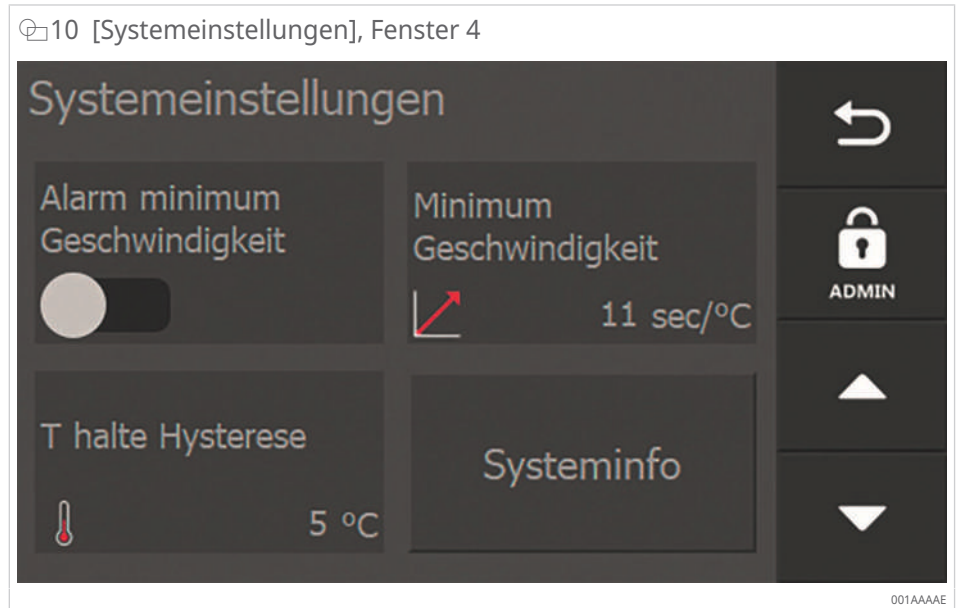 10 [Systemeinstellungen], Fenster 4
Systemeinstellungen
Alarm minimum
Geschwindigkeit
Minimum
Geschwindigkeit
11 sec/°C
ADMIN
T halte Hysterese
5 °C
Systeminfo
001AAAAE